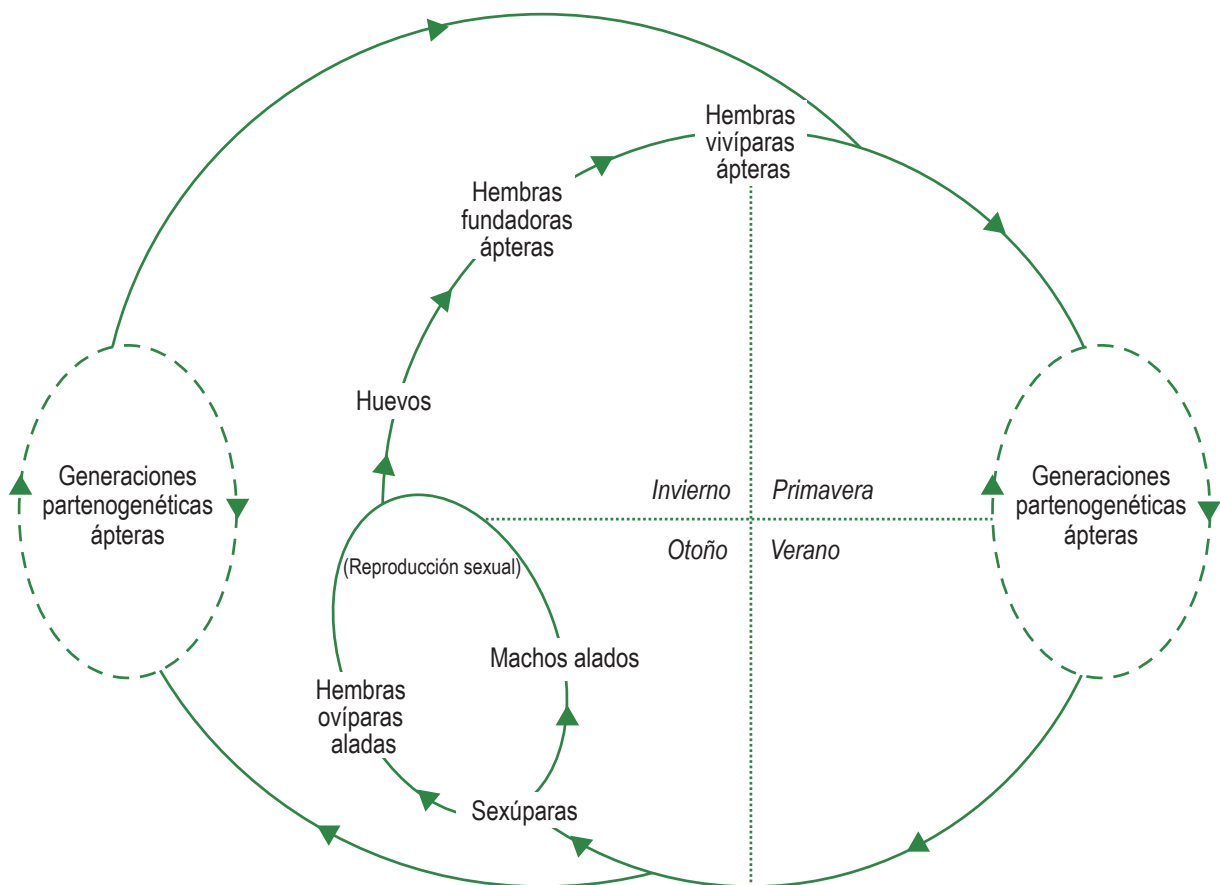 Hembras
vivíparas
ápteras
Hembras
fundadoras
ápteras
Huevos
Generaciones
partenogenéticas
ápteras
Invierno
Primavera
Generaciones
partenogenéticas
ápteras
Otoño
Verano
(Reproducción sexual)
Machos alados
Hembras
ovíparas
aladas
Sexúparas